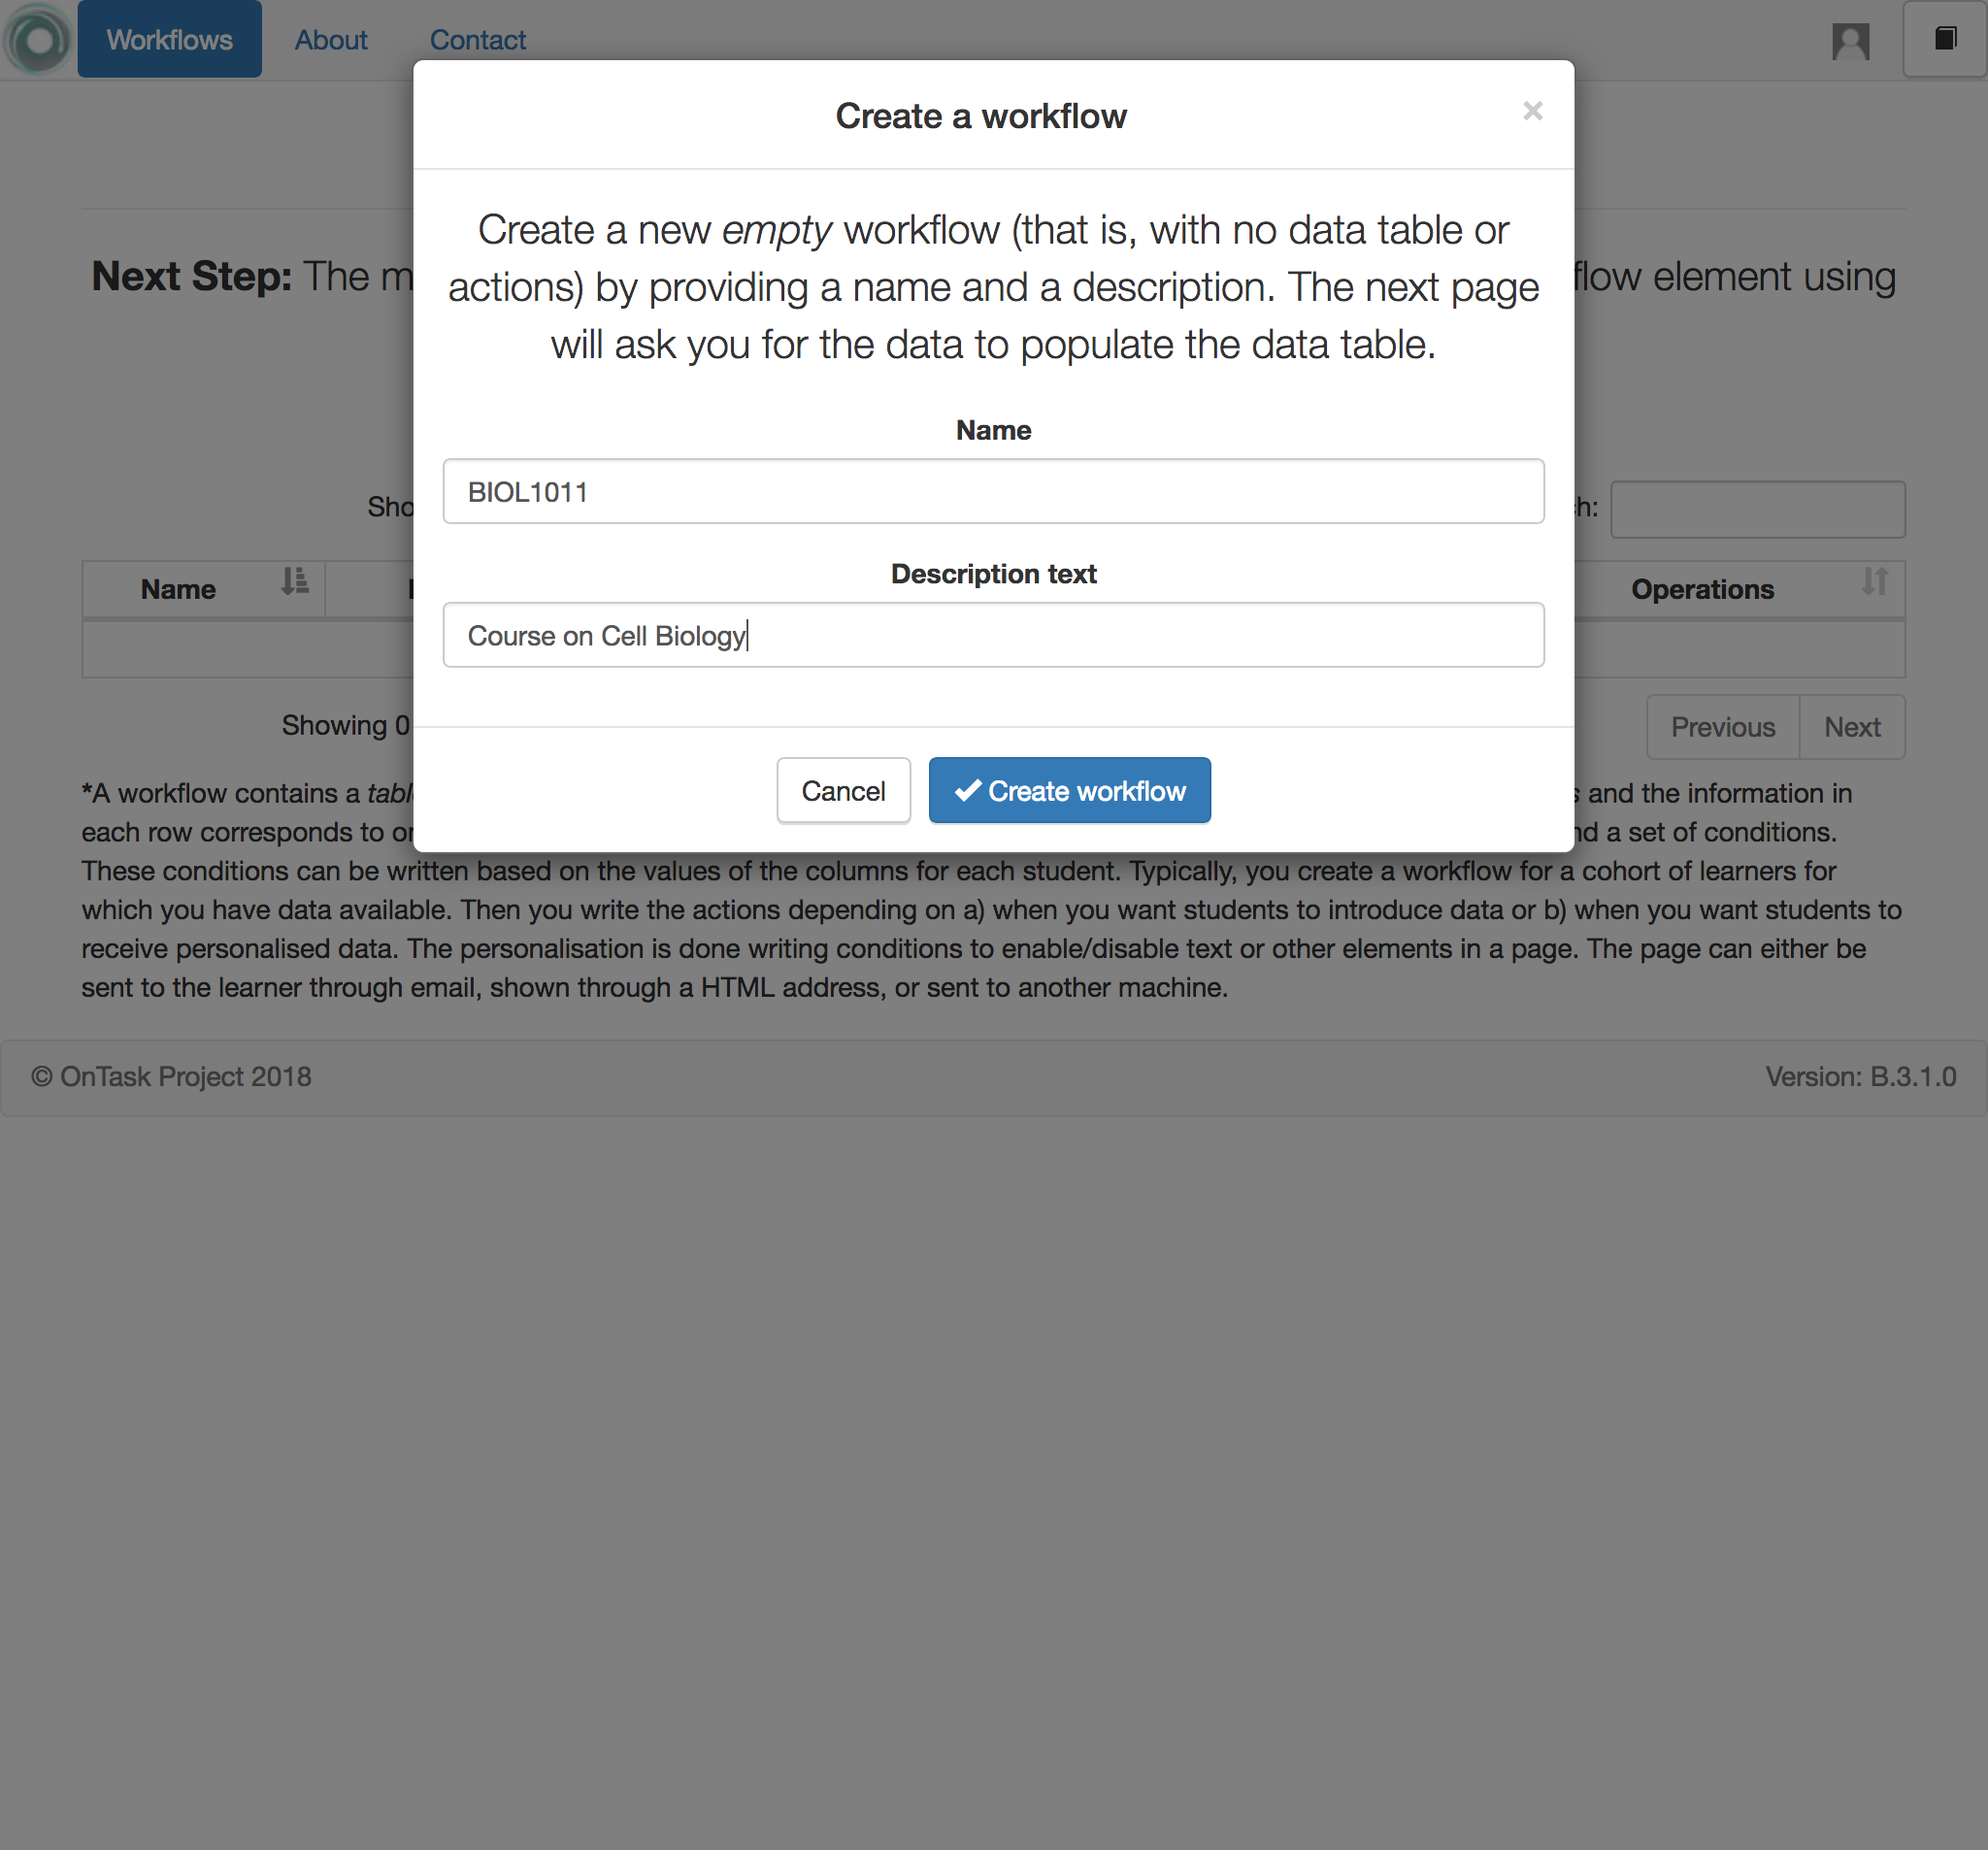 Workflows About Contact
Create a workflow ×
Create a new empty workflow (that is, with no data table or
actions) by providing a name and a description. The next page
will ask you for the data to populate the data table.
Next Step: The flow element using
Name
BIOL1011
Description text
Course on Cell Biology
Name Operations
Showing 0
Previous Next
Cancel Create workflow
*A workflow contains a and the information in
each row corresponds to a set of conditions.
These conditions can be written based on the values of the columns for each student. Typically, you create a workflow for a cohort of learners for
which you have data available. Then you write the actions depending on a) when you want students to introduce data or b) when you want students to
receive personalised data. The personalisation is done writing conditions to enable/disable text or other elements in a page. The page can either be
sent to the learner through email, shown through a HTML address, or sent to another machine.
© OnTask Project 2018 Version: B.3.1.0